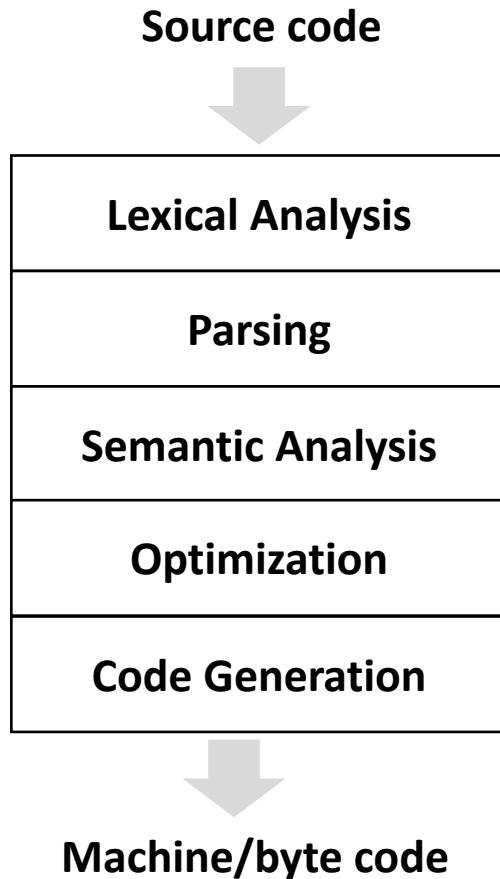 Source code
Lexical Analysis
Parsing
Semantic Analysis
Optimization
Code Generation
Machine/byte code